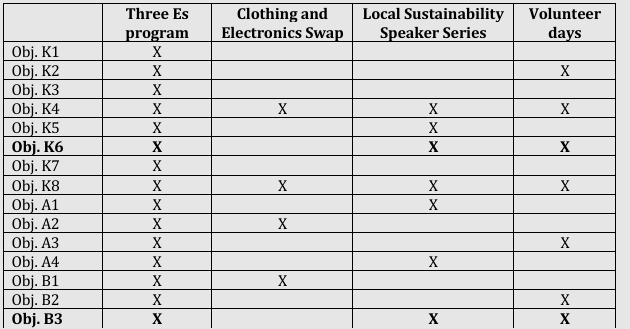 Three Es program Clothing and Electronics Swap Local Sustainability Speaker Series Volunteer days
Obj. K1 X
Obj. K2 X X
Obj. K3 X
Obj. K4 X X X X
Obj. K5 X X
Obj. K6 X X X
Obj. K7 X
Obj. K8 X X X X
Obj. A1 X X
Obj. A2 X X
Obj. A3 X X
Obj. A4 X X
Obj. B1 X X
Obj. B2 X X
Obj. B3 X X X